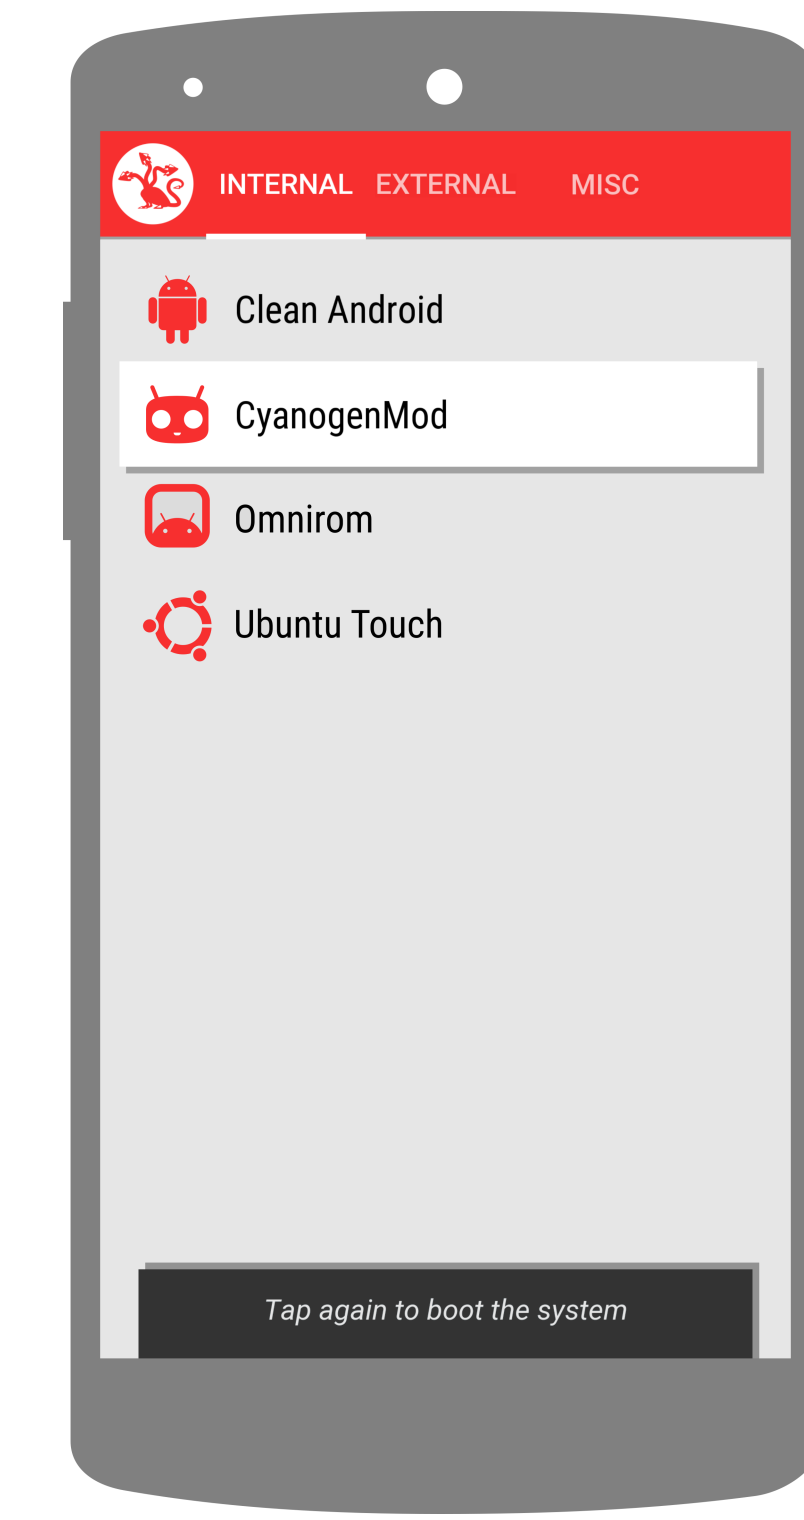 INTERNAL EXTERNAL MISC
Clean Android
CyanogenMod
Omnirom
Ubuntu Touch
Tap again to boot the system